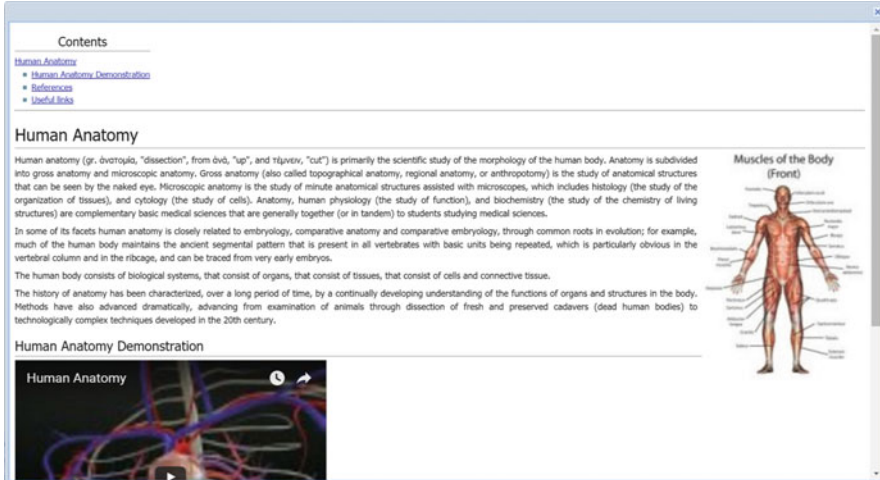 Contents
Human Anatomy
Human Anatomy Demonstration
References
Useful links
Human Anatomy
Human anatomy (gr. ἀνατομία, "dissection", from ἀνά, "up", and τέμνειν, "cut") is primarily the scientific study of the morphology of the human body. Anatomy is subdivided
into gross anatomy and microscopic anatomy. Gross anatomy (also called topographical anatomy, regional anatomy, or anthropotomy) is the study of anatomical structures
that can be seen by the naked eye. Microscopic anatomy is the study of minute anatomical structures assisted with microscopes, which includes histology (the study of the
organization of tissues), and cytology (the study of cells). Anatomy, human physiology (the study of function), and biochemistry (the study of the chemistry of living
structures) are complementary basic medical sciences that are generally together (or in tandem) to students studying medical sciences.
In some of its facets human anatomy is closely related to embryology, comparative anatomy and comparative embryology, through common roots in evolution; for example,
much of the human body maintains the ancient segmental pattern that is present in all vertebrates with basic units being repeated, which is particularly obvious in the
vertebral column and in the ribcage, and can be traced from very early embryos.
The human body consists of biological systems, that consist of organs, that consist of tissues, that consist of cells and connective tissue.
The history of anatomy has been characterized, over a long period of time, by a continually developing understanding of the functions of organs and structures in the body.
Methods have also advanced dramatically, advancing from examination of animals through dissection of fresh and preserved cadavers (dead human bodies) to
technologically complex techniques developed in the 20th century.
Muscles of the Body
(Front)
Human Anatomy Demonstration
Human Anatomy